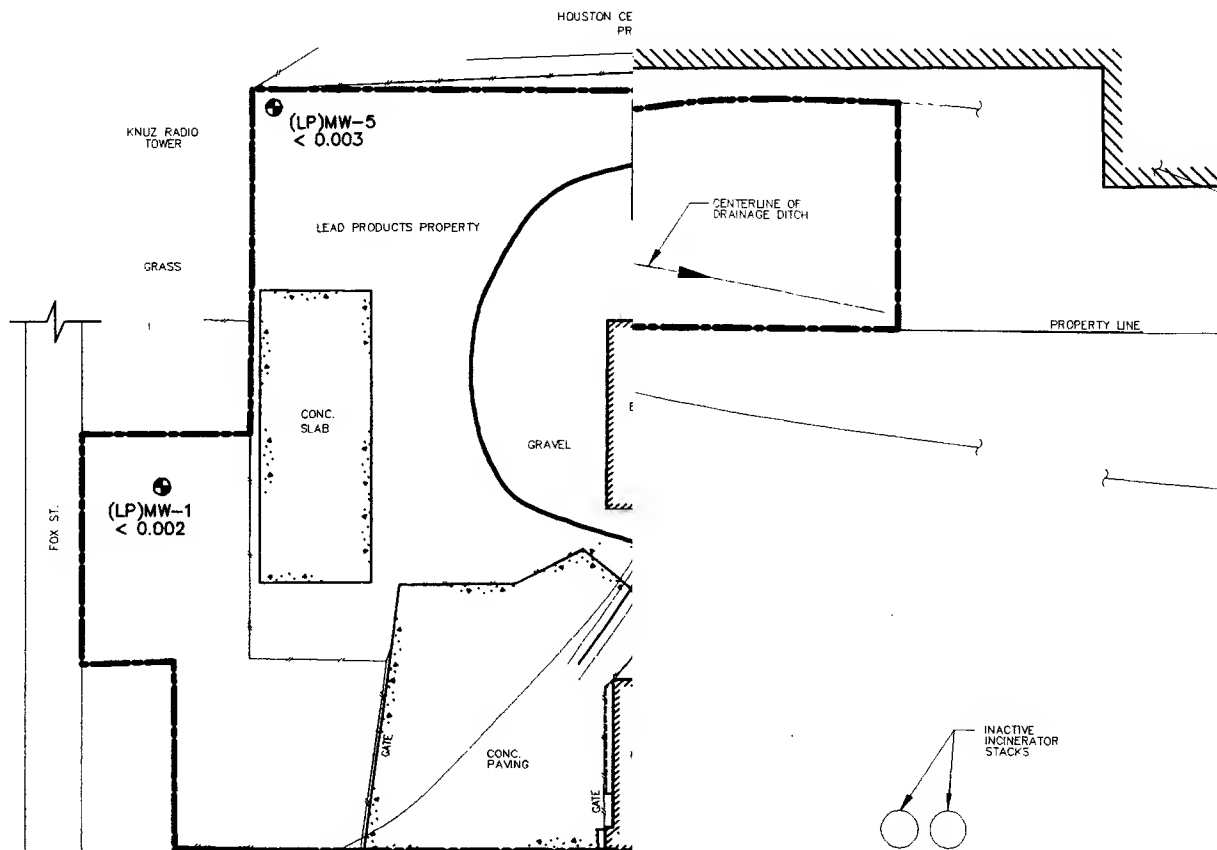 HOUSTON CE
PR
KNUZ RADIO
TOWER
(LP)MW-5
< 0.003
CENTERLINE OF
DRAINAGE DITCH
LEAD PRODUCTS PROPERTY
GRASS
PROPERTY LINE
CONC.
SLAB
GRAVEL
(LP)MW-1
< 0.002
FOX ST.
GATE
CONC.
PAVING
GATE
INACTIVE
INCINERATOR
STACKS